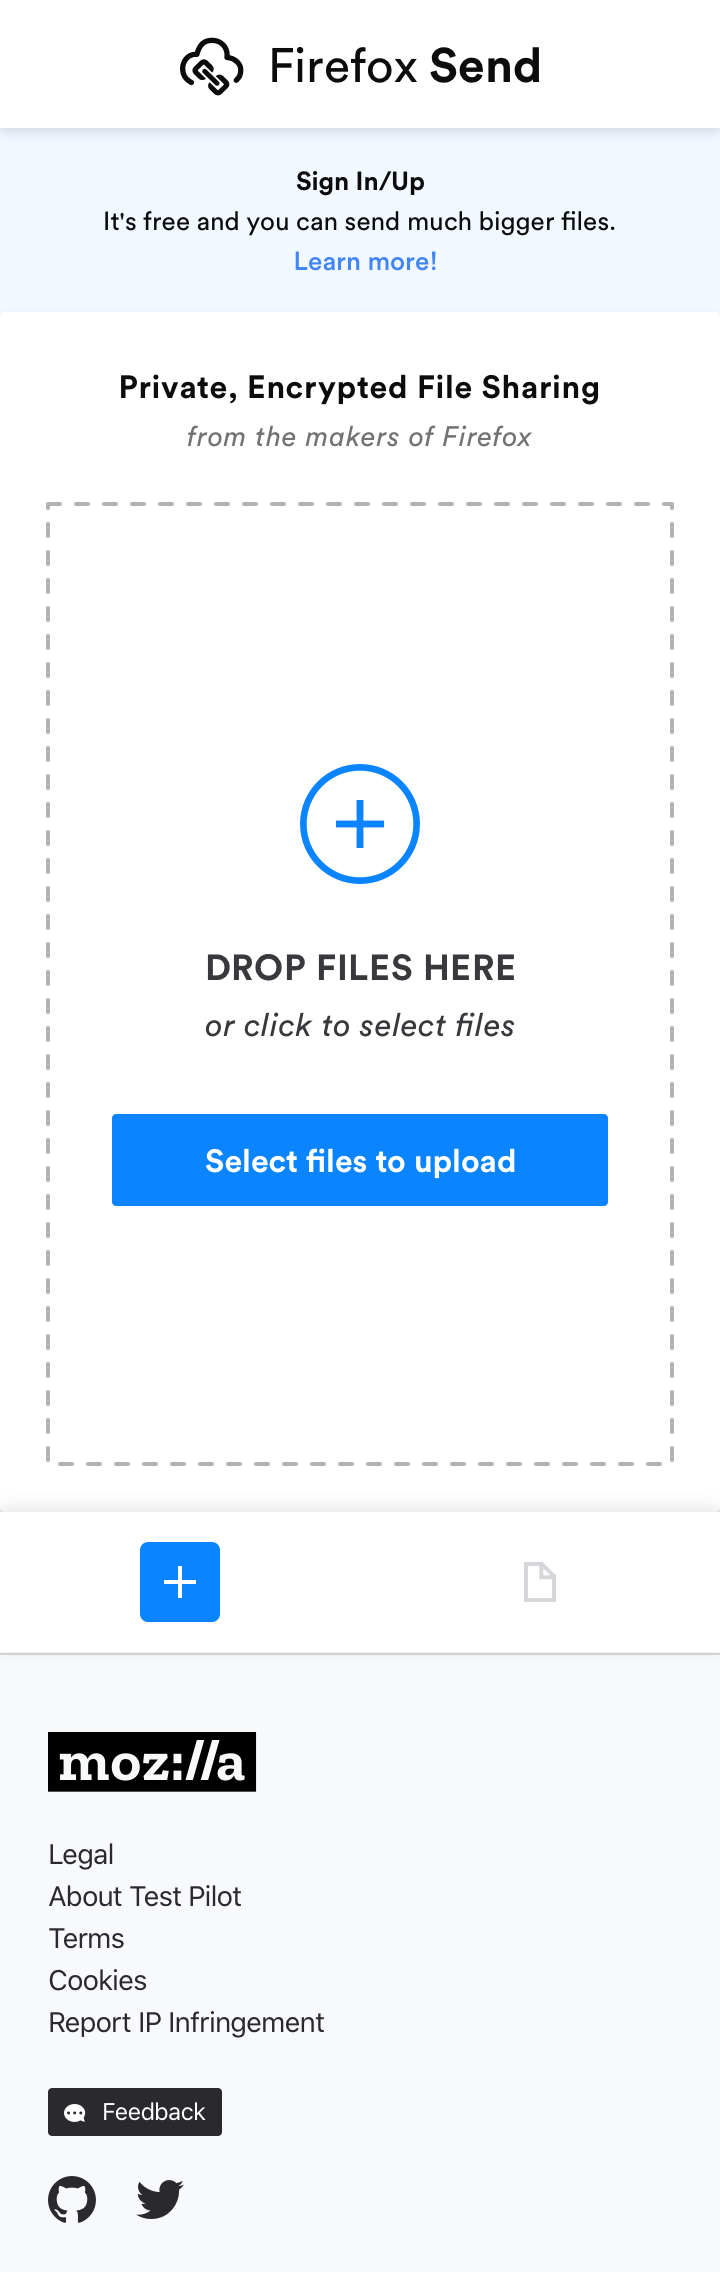 Firefox Send
Sign In/Up
It's free and you can send much bigger files.
Learn more!
Private, Encrypted File Sharing
from the makers of Firefox
DROP FILES HERE
or click to select files
Select files to upload
moz://a
Legal
About Test Pilot
Terms
Cookies
Report IP Infringement
Feedback